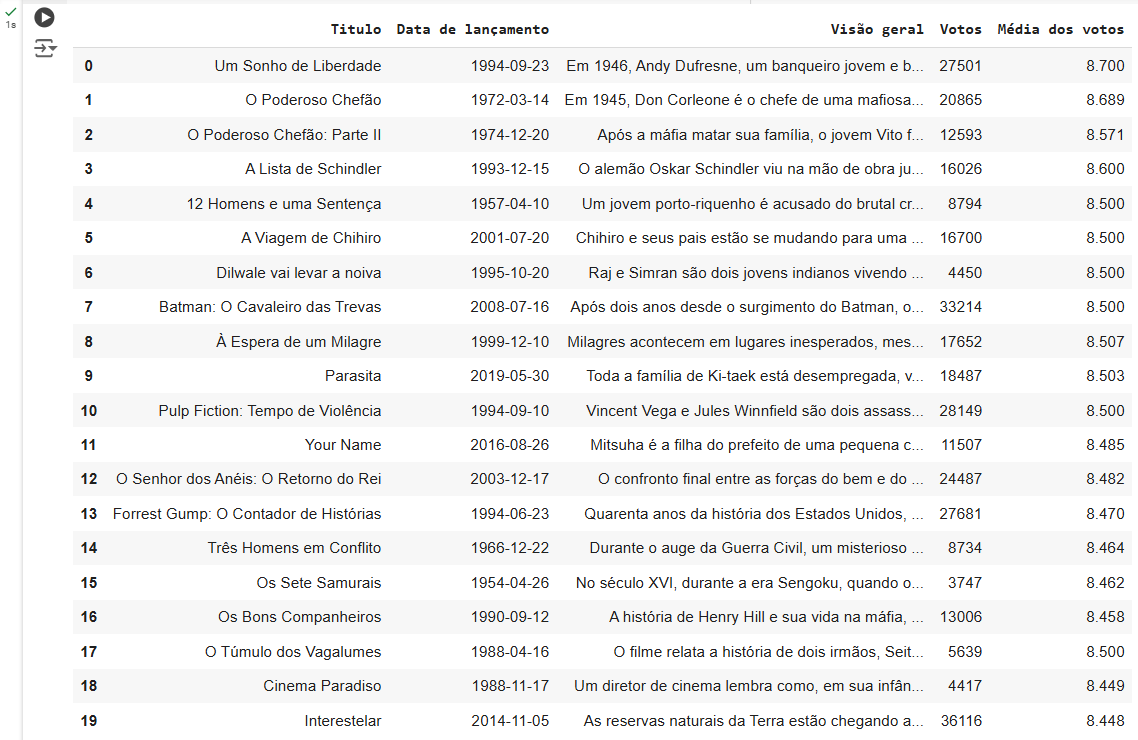 1s
Titulo Data de lançamento Visão geral Votos Média dos votos
0 Um Sonho de Liberdade 1994-09-23 Em 1946, Andy Dufresne, um banqueiro jovem e b... 27501 8.700
1 O Poderoso Chefão 1972-03-14 Em 1945, Don Corleone é o chefe de uma mafiosa... 20865 8.689
2 O Poderoso Chefão: Parte II 1974-12-20 Após a máfia matar sua família, o jovem Vito f... 12593 8.571
3 A Lista de Schindler 1993-12-15 O alemão Oskar Schindler viu na mão de obra ju... 16026 8.600
4 12 Homens e uma Sentença 1957-04-10 Um jovem porto-riquenho é acusado do brutal cr... 8794 8.500
5 A Viagem de Chihiro 2001-07-20 Chihiro e seus pais estão se mudando para uma ... 16700 8.500
6 Dilwale vai levar a noiva 1995-10-20 Raj e Simran são dois jovens indianos vivendo ... 4450 8.500
7 Batman: O Cavaleiro das Trevas 2008-07-16 Após dois anos desde o surgimento do Batman, o... 33214 8.500
8 À Espera de um Milagre 1999-12-10 Milagres acontecem em lugares inesperados, mes... 17652 8.507
9 Parasita 2019-05-30 Toda a família de Ki-taek está desempregada, v... 18487 8.503
10 Pulp Fiction: Tempo de Violência 1994-09-10 Vincent Vega e Jules Winnfield são dois assass... 28149 8.500
11 Your Name 2016-08-26 Mitsuha é a filha do prefeito de uma pequena c... 11507 8.485
12 O Senhor dos Anéis: O Retorno do Rei 2003-12-17 O confronto final entre as forças do bem e do ... 24487 8.482
13 Forrest Gump: O Contador de Histórias 1994-06-23 Quarenta anos da história dos Estados Unidos, ... 27681 8.470
14 Três Homens em Conflito 1966-12-22 Durante o auge da Guerra Civil, um misterioso ... 8734 8.464
15 Os Sete Samurais 1954-04-26 No século XVI, durante a era Sengoku, quando o... 3747 8.462
16 Os Bons Companheiros 1990-09-12 A história de Henry Hill e sua vida na máfia, ... 13006 8.458
17 O Túmulo dos Vagalumes 1988-04-16 O filme relata a história de dois irmãos, Seit... 5639 8.500
18 Cinema Paradiso 1988-11-17 Um diretor de cinema lembra como, em sua infân... 4417 8.449
19 Interestelar 2014-11-05 As reservas naturais da Terra estão chegando a... 36116 8.448